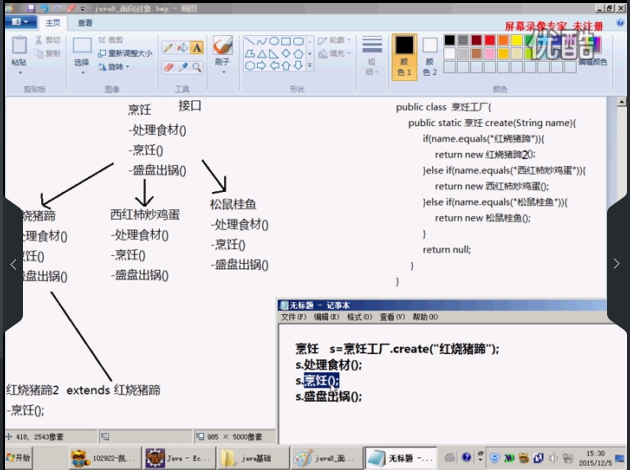 java8_面向对象.bmp - 画图
屏幕录像专家 未注册
优酷
主页 查看
粘贴
剪切
复制
剪贴板
选择
裁剪
重新调整大小
旋转
图像
A
工具
刷子
形状
轮廓
填充
粗细
颜色 1
颜色 2
颜色
编辑颜色
烹饪 接口
-处理食材()
-烹饪()
-盛盘出锅()
烧猪蹄
理食材()
饪()
盘出锅()
西红柿炒鸡蛋
-处理食材()
-烹饪()
-盛盘出锅()
松鼠桂鱼
-处理食材()
-烹饪()
-盛盘出锅()
红烧猪蹄2 extends 红烧猪蹄
-烹饪();
public class 烹饪工厂{
public static 烹饪 create(String name){
if(name.equals("红烧猪蹄")){
return new 红烧猪蹄2();
}else if(name.equals("西红柿炒鸡蛋")){
return new 西红柿炒鸡蛋();
}else if(name.equals("松鼠桂鱼")){
return new 松鼠桂鱼();
}
return null;
}
}
无标题 - 记事本
文件(F) 编辑(E) 格式(O) 查看(V) 帮助(H)
烹饪 s=烹饪工厂.create("红烧猪蹄");
s.处理食材();
s.烹饪();
s.盛盘出锅();
418, 2543像素
985 × 5000像素
开始
102922-凯...
Java - Ec...
java基础
java8_面...
无标题 -...
15:30
2015/12/5